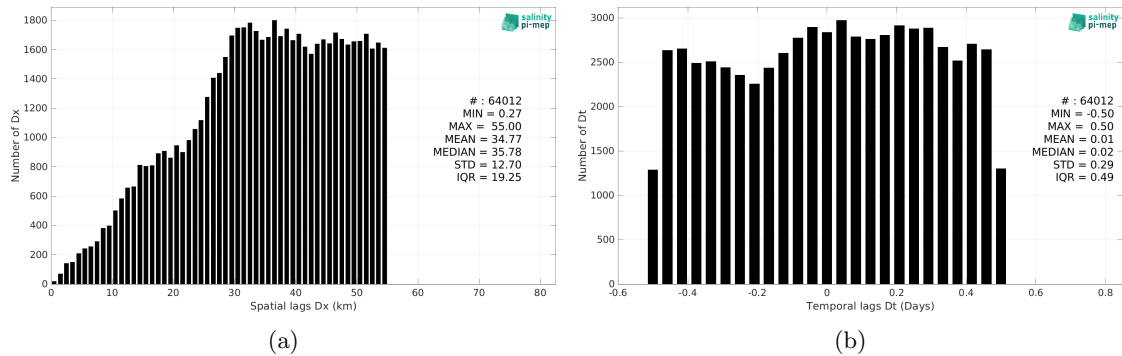 1800
1600
1400
1200
1000
800
600
400
200
0
Number of Dx
0 10 20 30 40 50 60 70 80
Spatial lags Dx (km)
salinity
pi-mep
# : 64012
MIN = 0.27
MAX = 55.00
MEAN = 34.77
MEDIAN = 35.78
STD = 12.70
IQR = 19.25
(a)
3000
2500
2000
1500
1000
500
0
Number of Dt
-0.6 -0.4 -0.2 0 0.2 0.4 0.6 0.8
Temporal lags Dt (Days)
salinity
pi-mep
# : 64012
MIN = -0.50
MAX = 0.50
MEAN = 0.01
MEDIAN = 0.02
STD = 0.29
IQR = 0.49
(b)